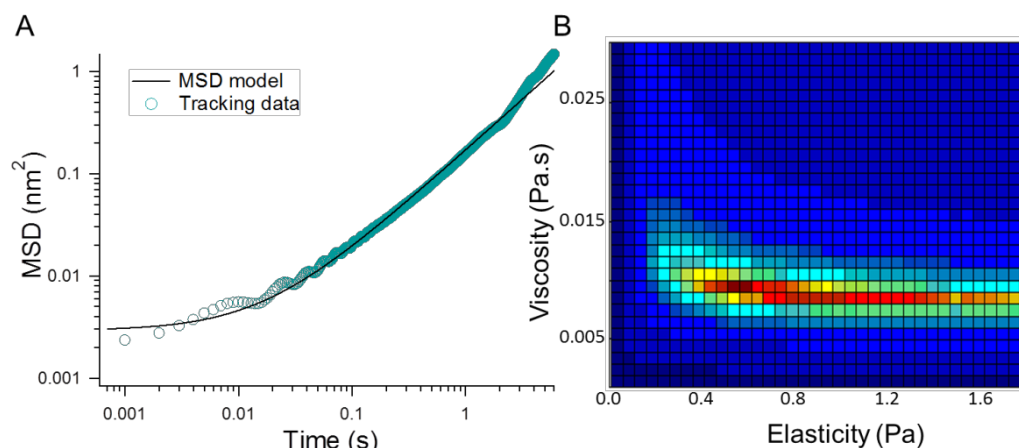 A
MSD (nm²)
1
0.1
0.01
0.001
MSD model
Tracking data
0.001
0.01
0.1
1
Time (s)
B
Viscosity (Pa.s)
0.025
0.015
0.005
0.0
0.4
0.8
1.2
1.6
Elasticity (Pa)